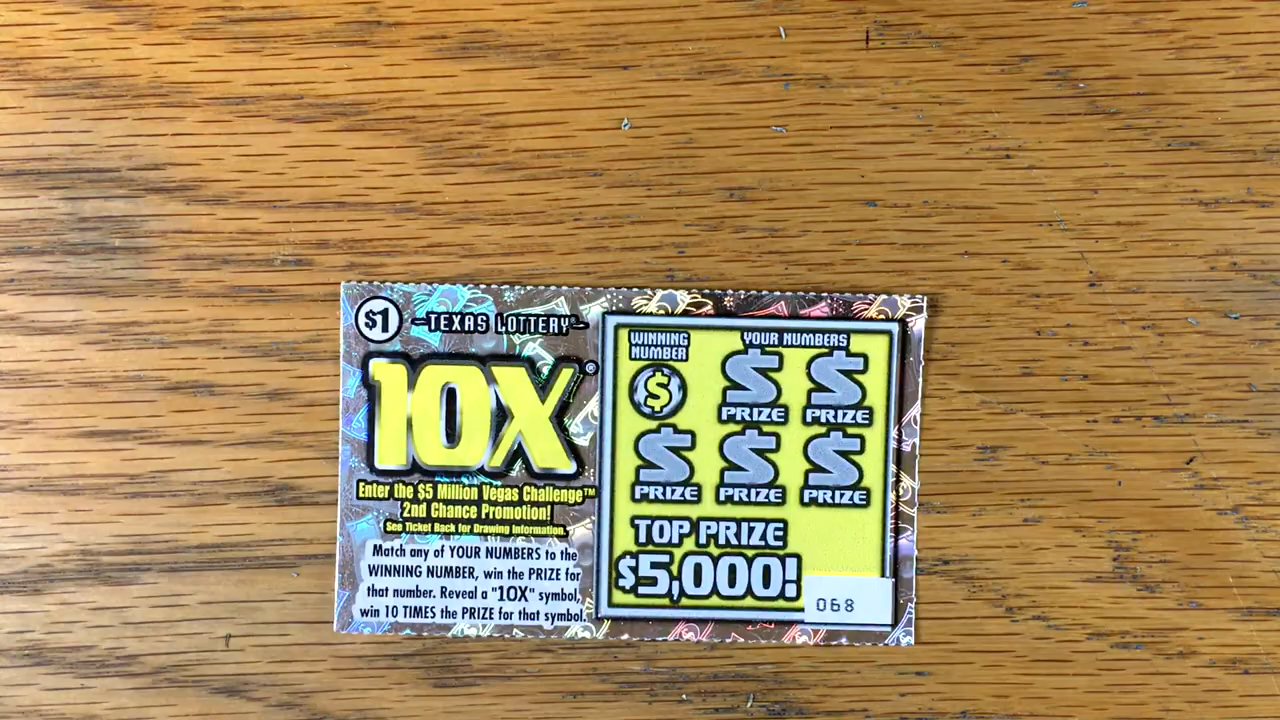 $1
TEXAS LOTTERY
10X®
Enter the $5 Million Vegas Challenge™
2nd Chance Promotion!
See Ticket Back for Drawing Information.
Match any of YOUR NUMBERS to the
WINNING NUMBER, win the PRIZE for
that number. Reveal a "10X" symbol,
win 10 TIMES the PRIZE for that symbol.
WINNING
NUMBER
$
YOUR NUMBERS
$ $
PRIZE PRIZE
$ $ $
PRIZE PRIZE PRIZE
TOP PRIZE
$5,000!
068